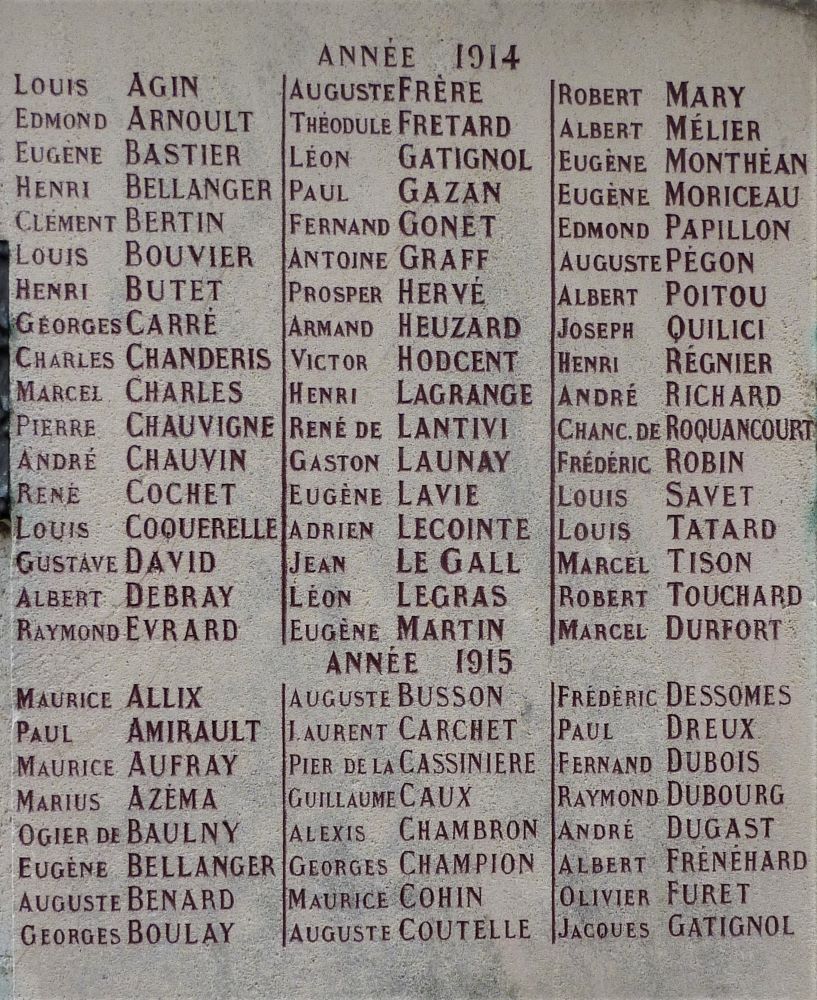 ANNÉE 1914
LOUIS AGIN
EDMOND ARNOULT
EUGÈNE BASTIER
HENRI BELLANGER
CLÉMENT BERTIN
LOUIS BOUVIER
HENRI BUTET
GEORGES CARRÉ
CHARLES CHANDERIS
MARCEL CHARLES
PIERRE CHAUVIGNE
ANDRÉ CHAUVIN
RENÉ COCHET
LOUIS COQUERELLE
GUSTAVE DAVID
ALBERT DEBRAY
RAYMOND EVRARD
AUGUSTE FRÈRE
THÉODULE FRETARD
LÉON GATIGNOL
PAUL GAZAN
FERNAND GONET
ANTOINE GRAFF
PROSPER HERVÉ
ARMAND HEUZARD
VICTOR HODCENT
HENRI LAGRANGE
RENÉ DE LANTIVI
GASTON LAUNAY
EUGÈNE LAVIE
ADRIEN LECOINTE
JEAN LE GALL
LÉON LEGRAS
EUGÈNE MARTIN
ROBERT MARY
ALBERT MÉLIER
EUGÈNE MONTHÉAN
EUGÈNE MORICEAU
EDMOND PAPILLON
AUGUSTE PÉGON
ALBERT POITOU
JOSEPH QUILICI
HENRI RÉGNIER
ANDRÉ RICHARD
CHANC. DE ROQUANCOURT
FRÉDÉRIC ROBIN
LOUIS SAVET
LOUIS TATARD
MARCEL TISON
ROBERT TOUCHARD
MARCEL DURFORT
ANNÉE 1915
MAURICE ALLIX
PAUL AMIRAULT
MAURICE AUFRAY
MARIUS AZÉMA
OGIER DE BAULNY
EUGÈNE BELLANGER
AUGUSTE BENARD
GEORGES BOULAY
AUGUSTE BUSSON
LAURENT CARCHET
PIER DE LA CASSINIERE
GUILLAUME CAUX
ALEXIS CHAMBRON
GEORGES CHAMPION
MAURICE COHIN
AUGUSTE COUTELLE
FRÉDÉRIC DESSOMES
PAUL DREUX
FERNAND DUBOIS
RAYMOND DUBOURG
ANDRÉ DUGAST
ALBERT FRÉNÉHARD
OLIVIER FURET
JACQUES GATIGNOL